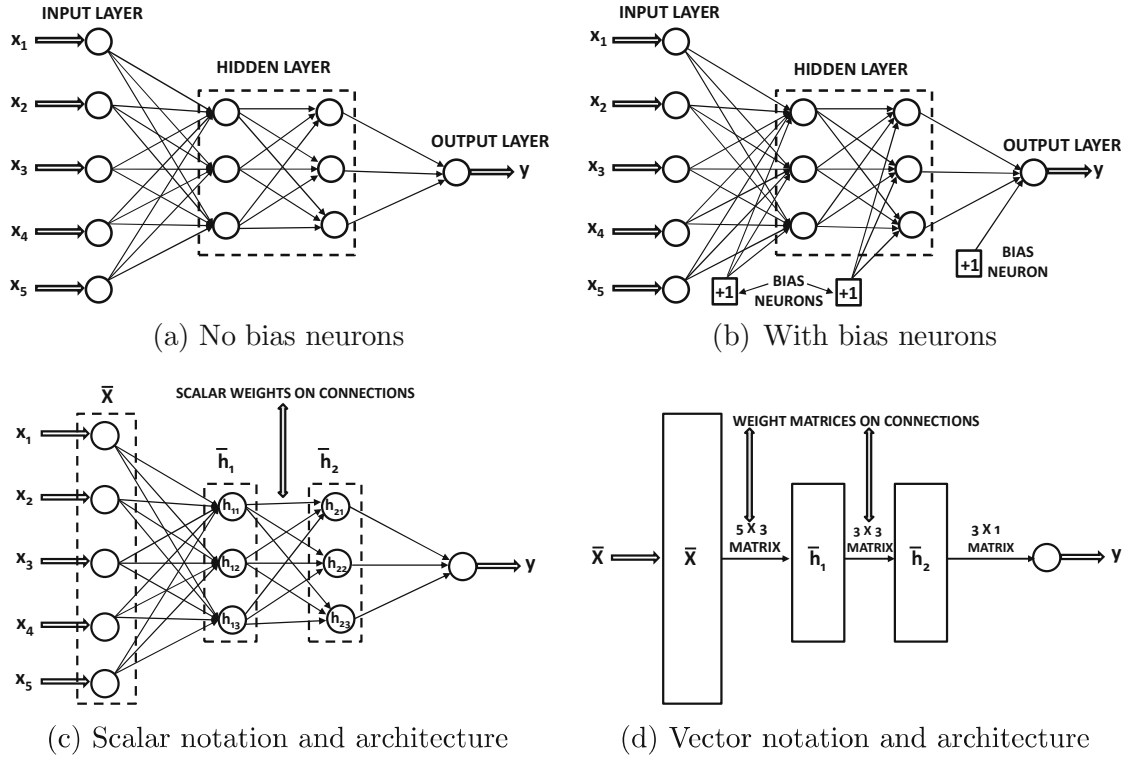 INPUT LAYER
x1
x2
x3
x4
x5
HIDDEN LAYER
OUTPUT LAYER
y
(a) No bias neurons
INPUT LAYER
x1
x2
x3
x4
x5
HIDDEN LAYER
OUTPUT LAYER
y
+1
BIAS
NEURONS
+1
+1
BIAS
NEURON
(b) With bias neurons
SCALAR WEIGHTS ON CONNECTIONS
X̅
x1
x2
x3
x4
x5
h̅1
h̅2
h11
h12
h13
h21
h22
h23
y
(c) Scalar notation and architecture
WEIGHT MATRICES ON CONNECTIONS
X̅
X̅
5 X 3
MATRIX
h̅1
3 X 3
MATRIX
h̅2
3 X 1
MATRIX
y
(d) Vector notation and architecture